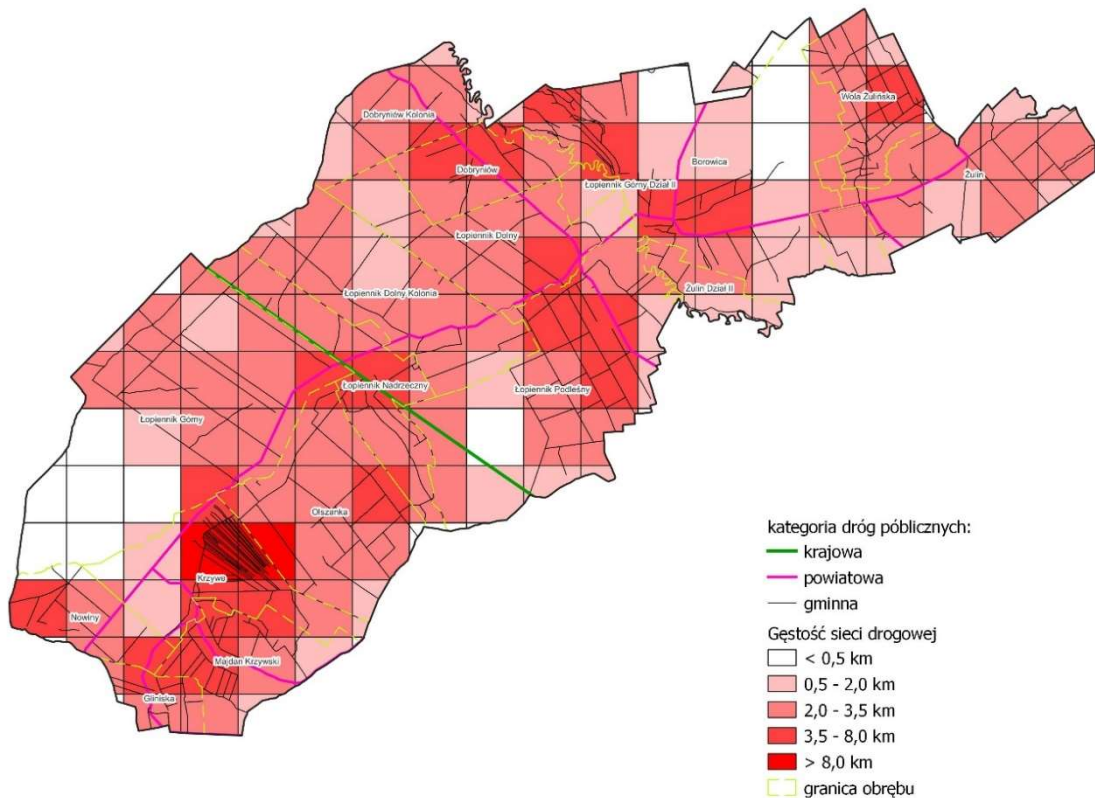 Wola Żulińska
Dobryniów Kolonia
Borowica
Dobryniów
Żulin
Łopiennik Górny Dział II
Łopiennik Dolny
Żulin Dział II
Łopiennik Dolny Kolonia
Łopiennik Nadrzeczny
Łopiennik Podleśny
Łopiennik Górny
Olszanka
Krzywe
Nowiny
Majdan Krzywski
Gliniska
kategoria dróg póblicznych:
krajowa
powiatowa
gminna
Gęstość sieci drogowej
< 0,5 km
0,5 - 2,0 km
2,0 - 3,5 km
3,5 - 8,0 km
> 8,0 km
granica obrębu